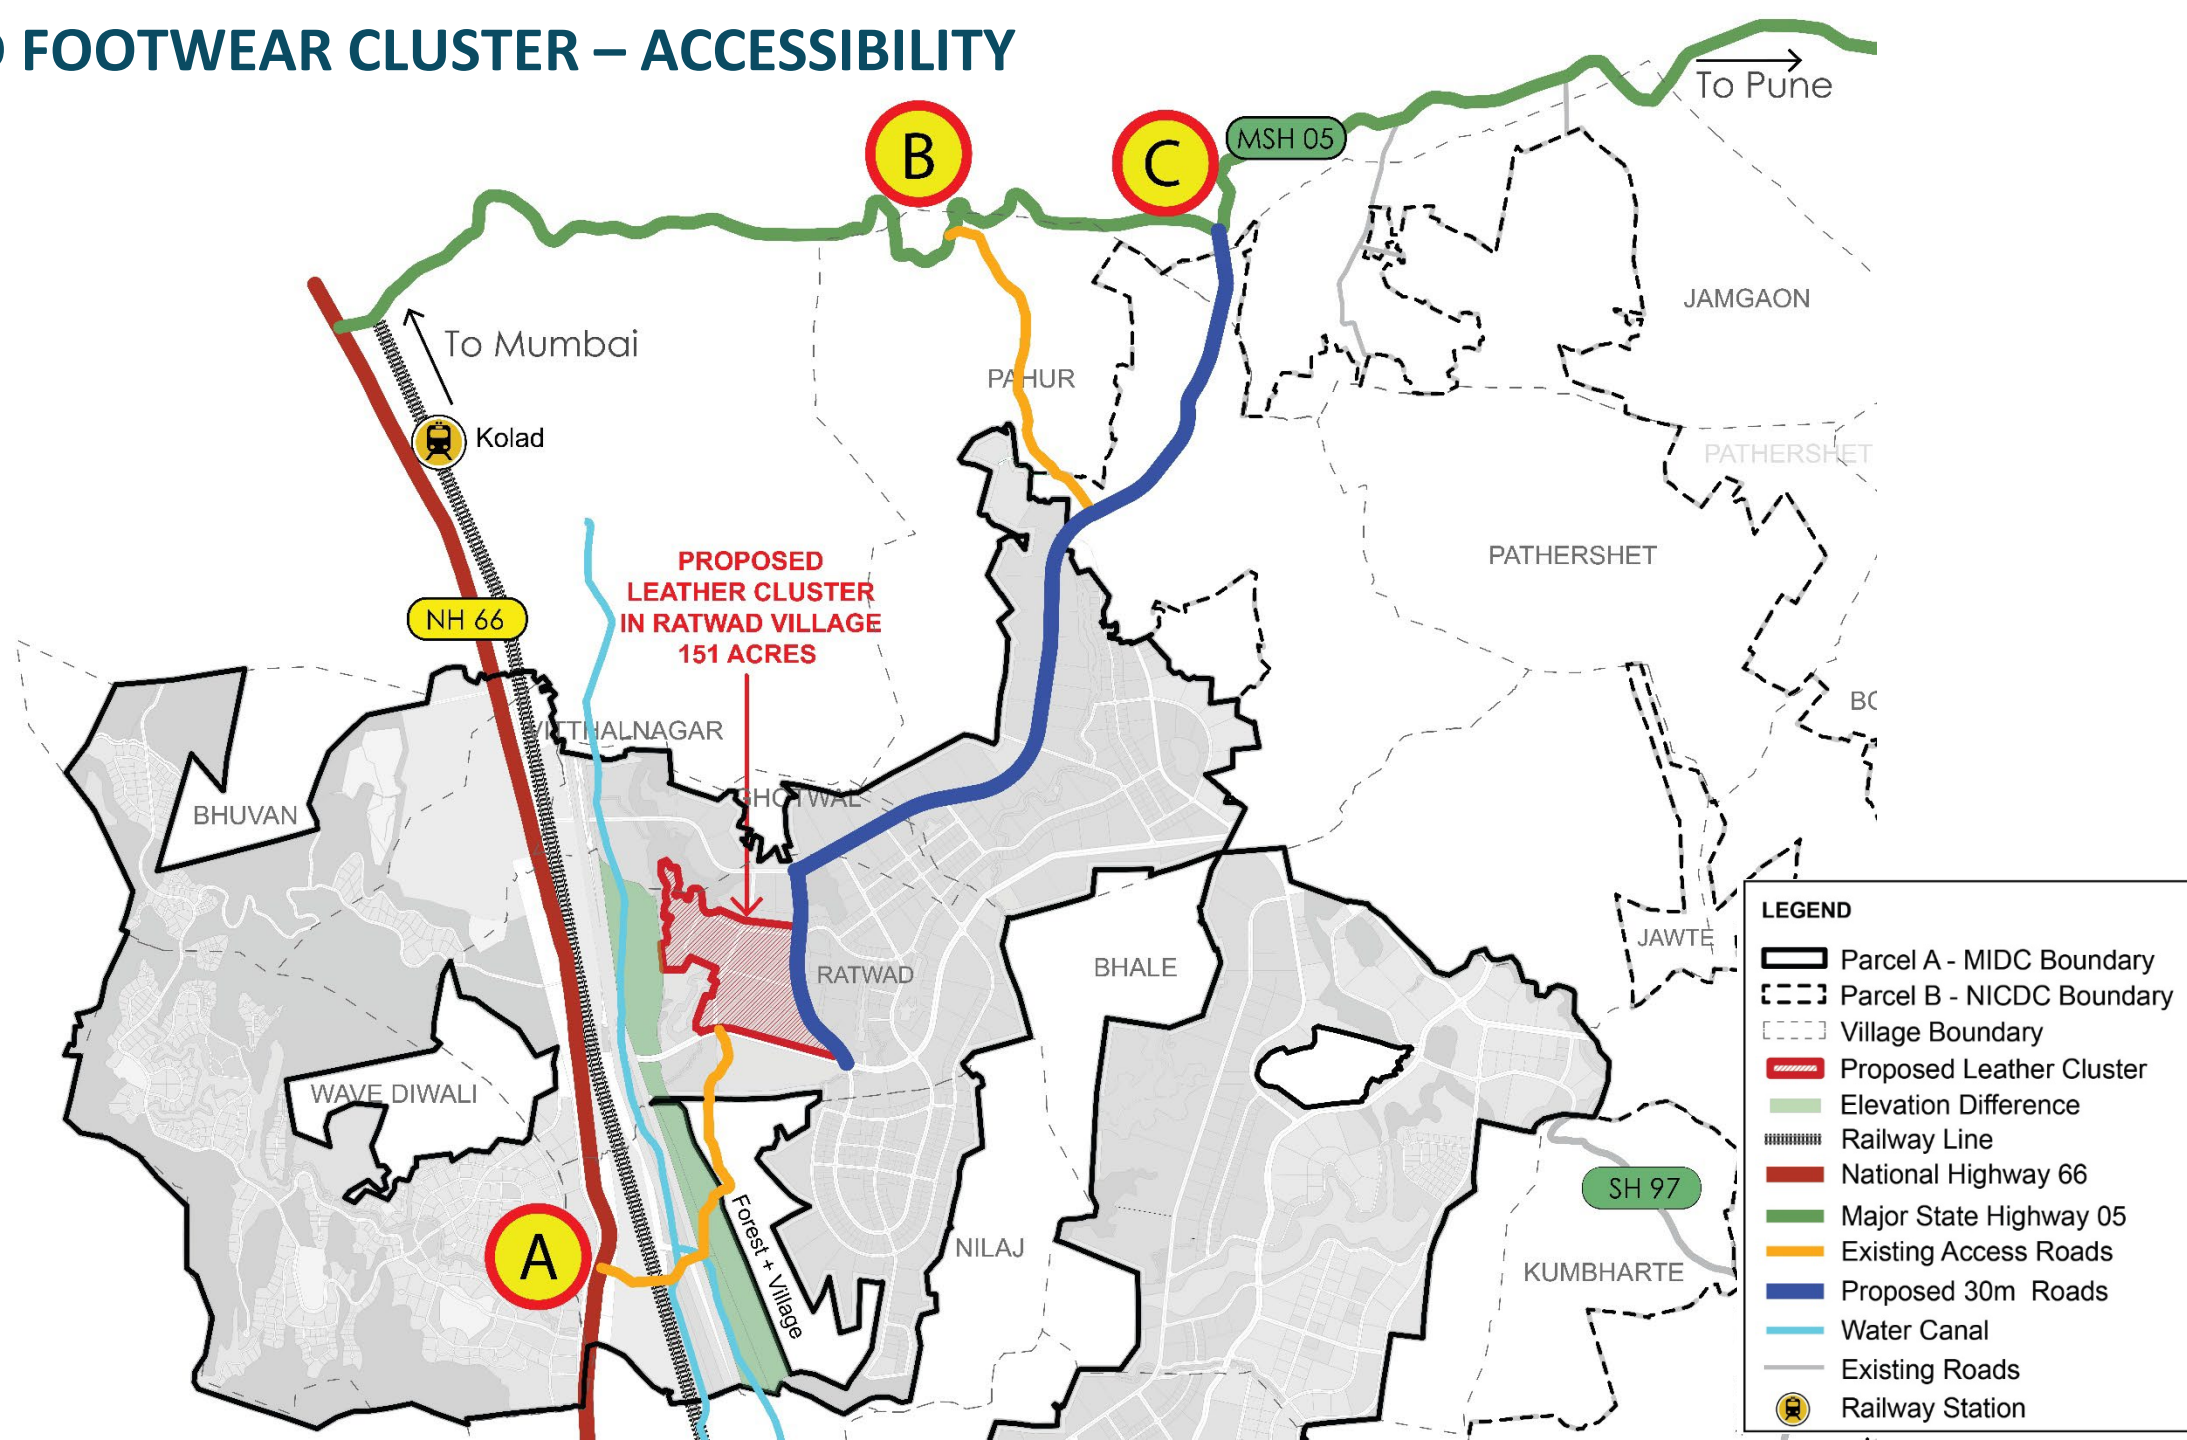 FOOTWEAR CLUSTER – ACCESSIBILITY
To Pune
B
C
MSH 05
JAMGAON
To Mumbai
PAHUR
Kolad
PATHERSHET
PATHERSHET
PROPOSED
LEATHER CLUSTER
IN RATWAD VILLAGE
151 ACRES
NH 66
VITTHALNAGAR
GHOTWAL
BHUVAN
RATWAD
BHALE
JAWTE
WAVE DIWALI
Forest + Village
A
NILAJ
SH 97
KUMBHARTE
LEGEND
Parcel A - MIDC Boundary
Parcel B - NICDC Boundary
Village Boundary
Proposed Leather Cluster
Elevation Difference
Railway Line
National Highway 66
Major State Highway 05
Existing Access Roads
Proposed 30m Roads
Water Canal
Existing Roads
Railway Station